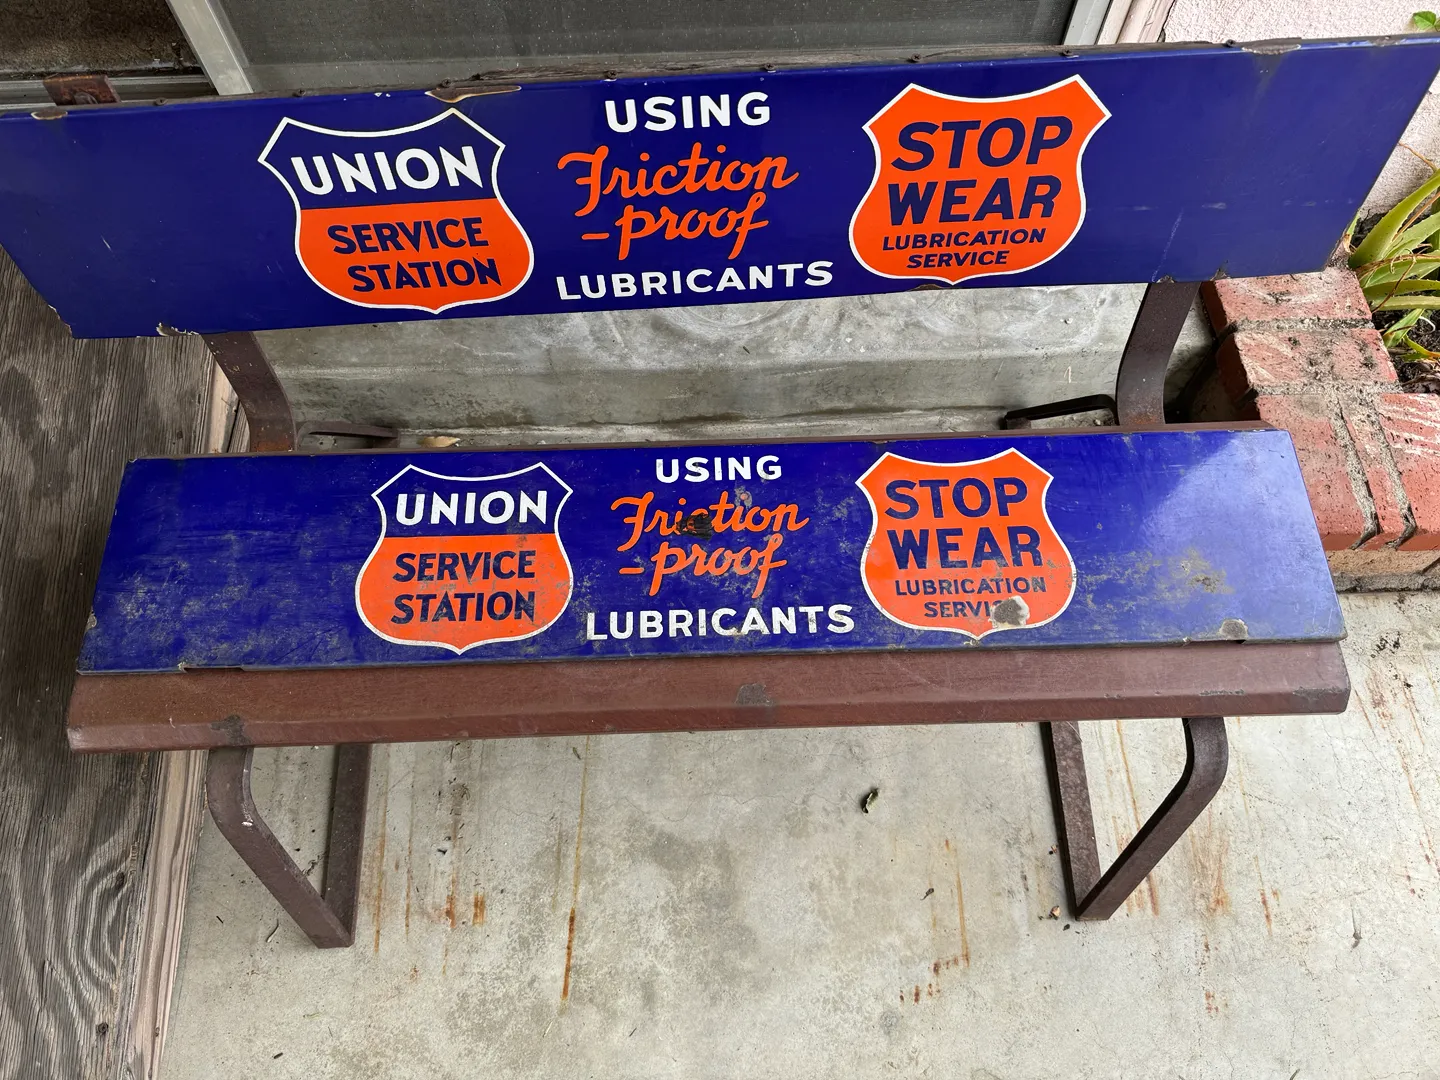 UNION
SERVICE
STATION
USING
Friction
-proof
LUBRICANTS
STOP
WEAR
LUBRICATION
SERVICE
UNION
SERVICE
STATION
USING
Friction
-proof
LUBRICANTS
STOP
WEAR
LUBRICATION